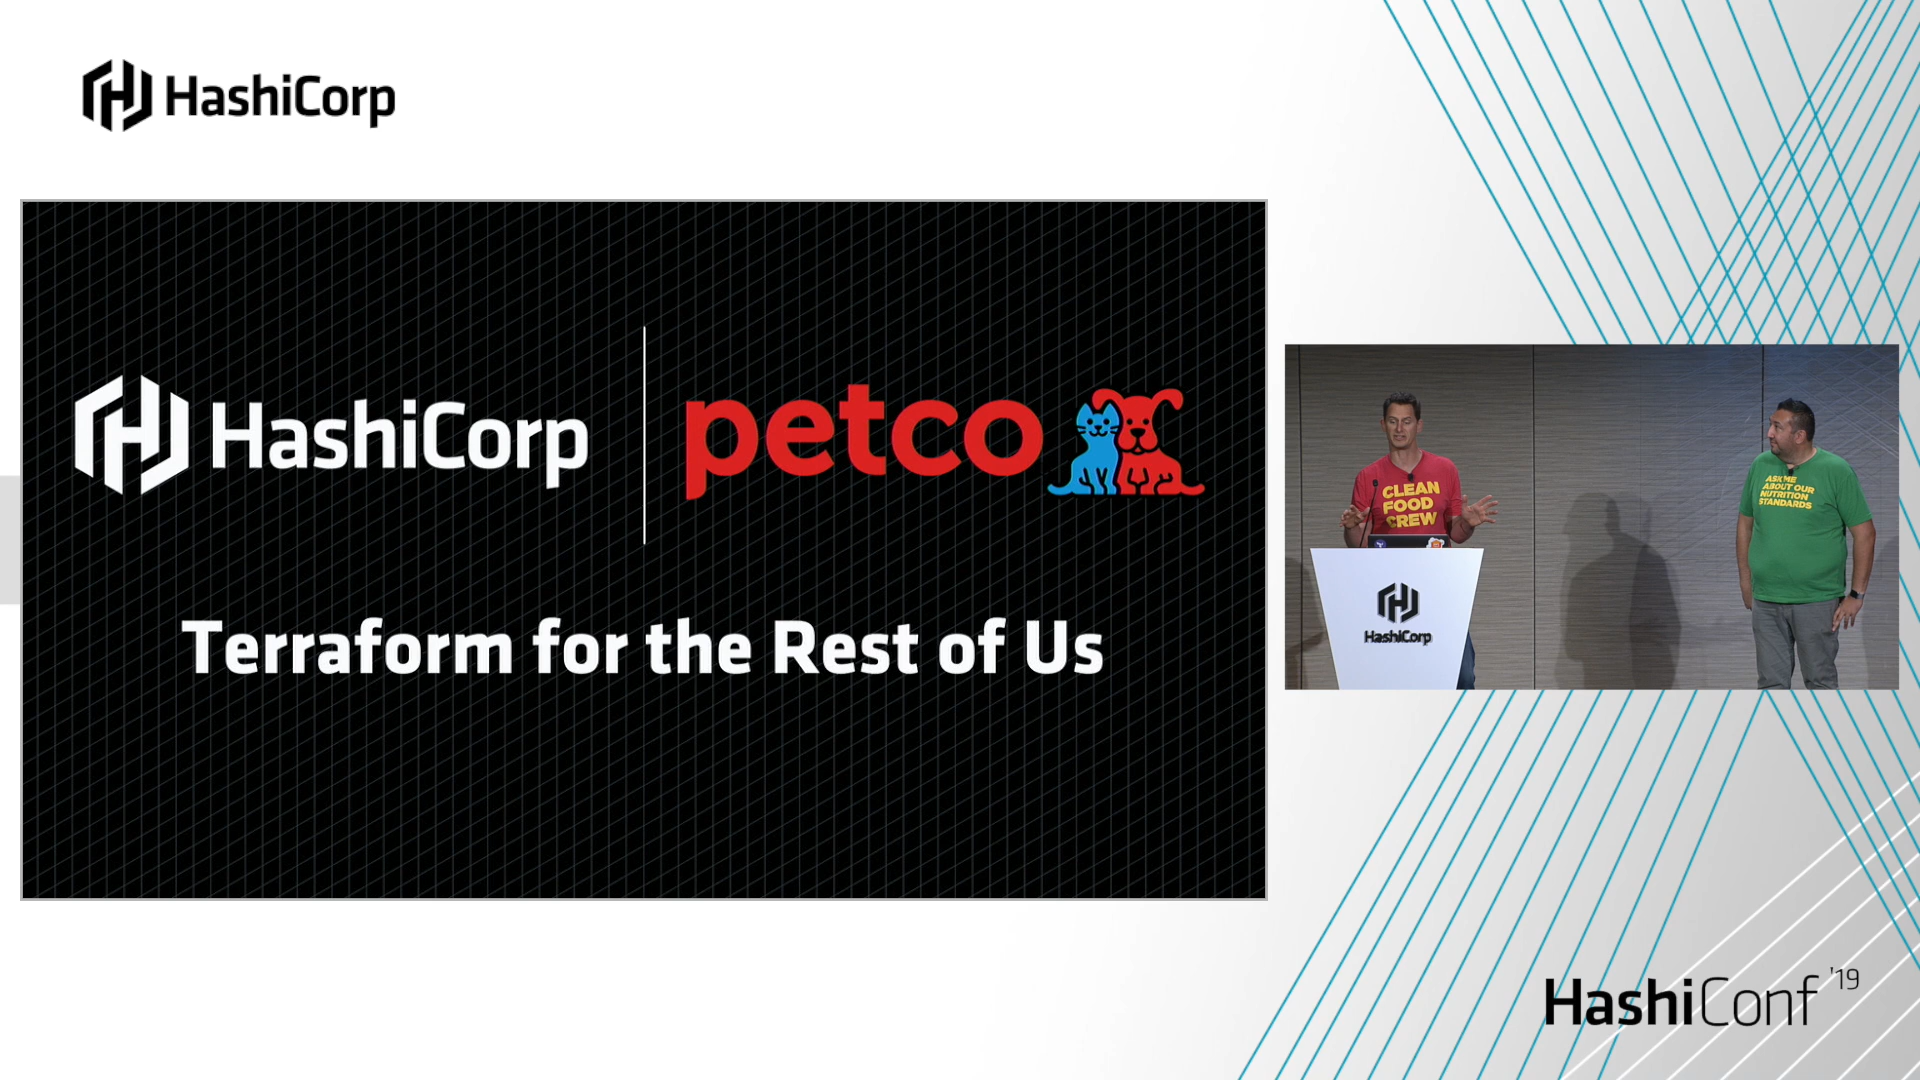 HashiCorp
HashiCorp
petco
Terraform for the Rest of Us
CLEAN
FOOD
CREW
ASK ME
ABOUT OUR
NUTRITION
STANDARDS
HashiCorp
HashiConf '19